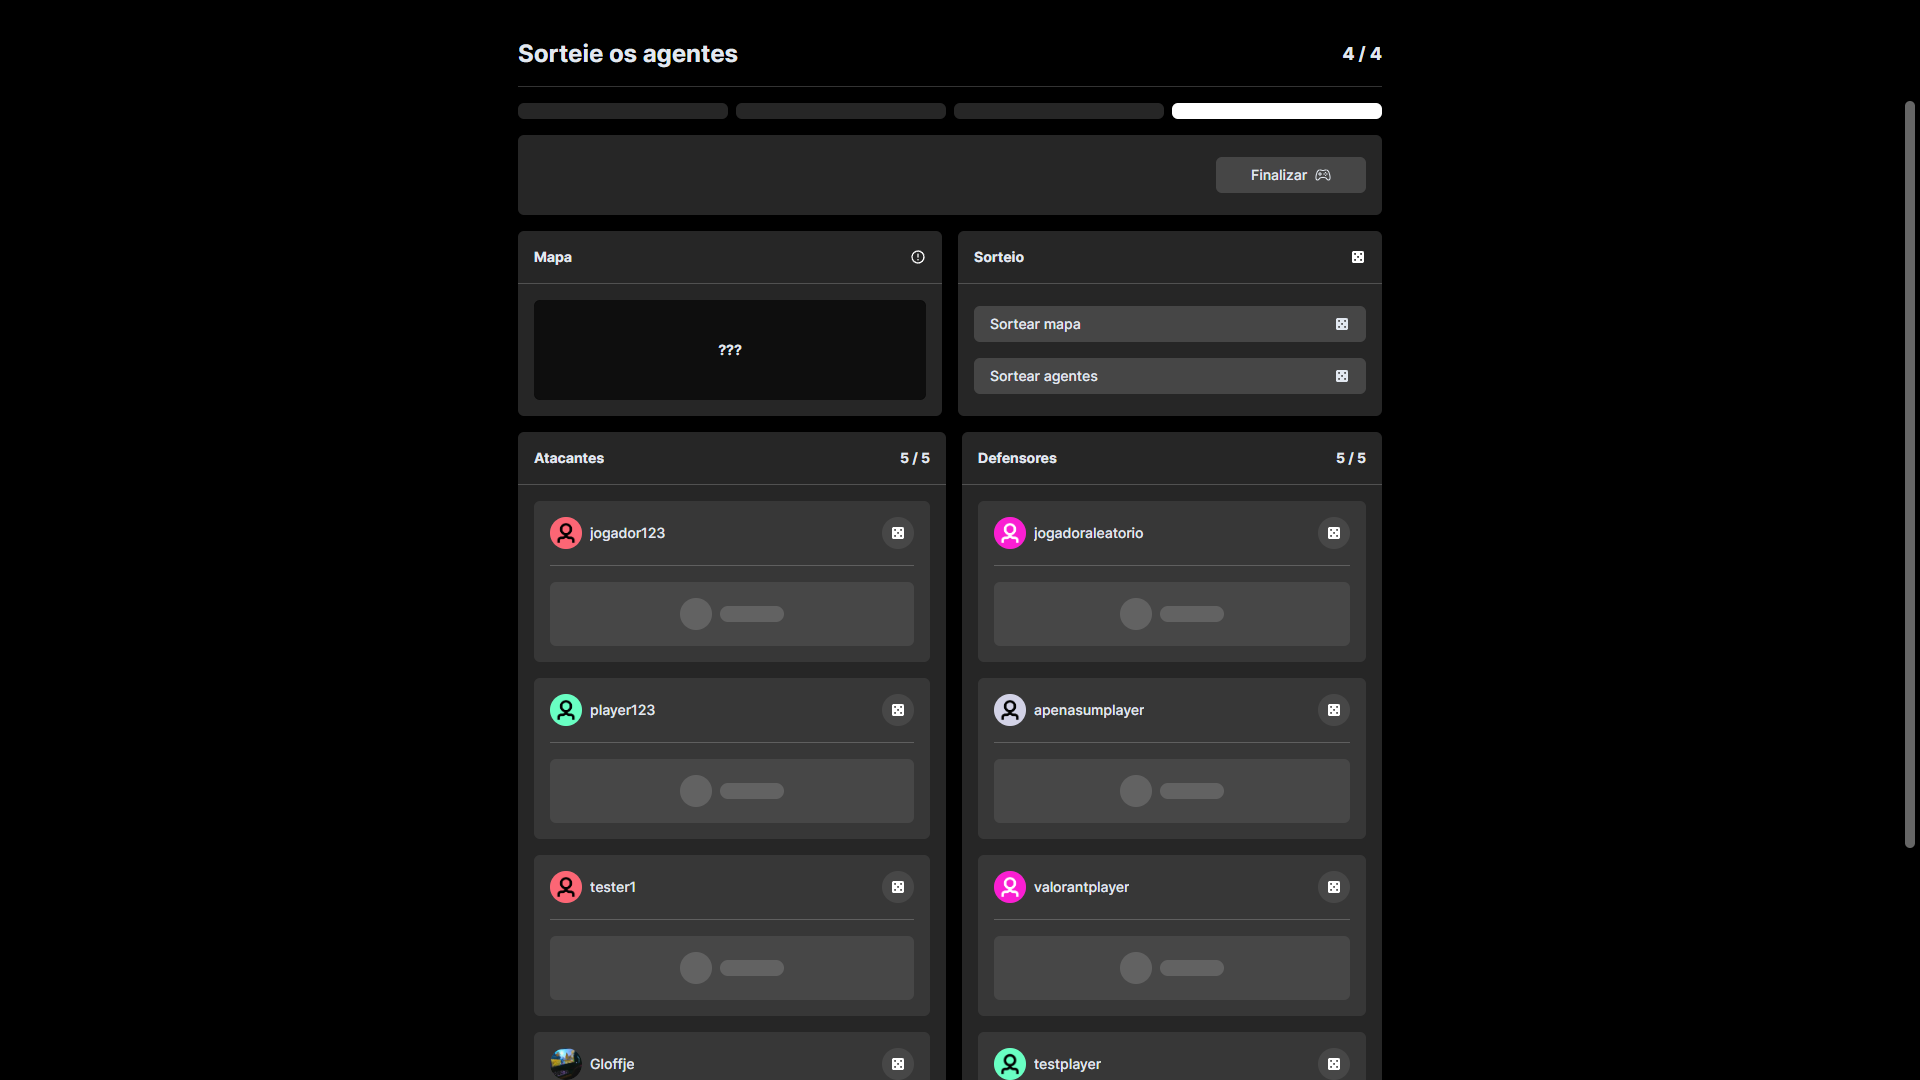 Sorteie os agentes
4 / 4
Finalizar
Mapa
???
Sorteio
Sortear mapa
Sortear agentes
Atacantes
5 / 5
jogador123
player123
tester1
Gloffje
Defensores
5 / 5
jogadoraleatorio
apenasumplayer
valorantplayer
testplayer